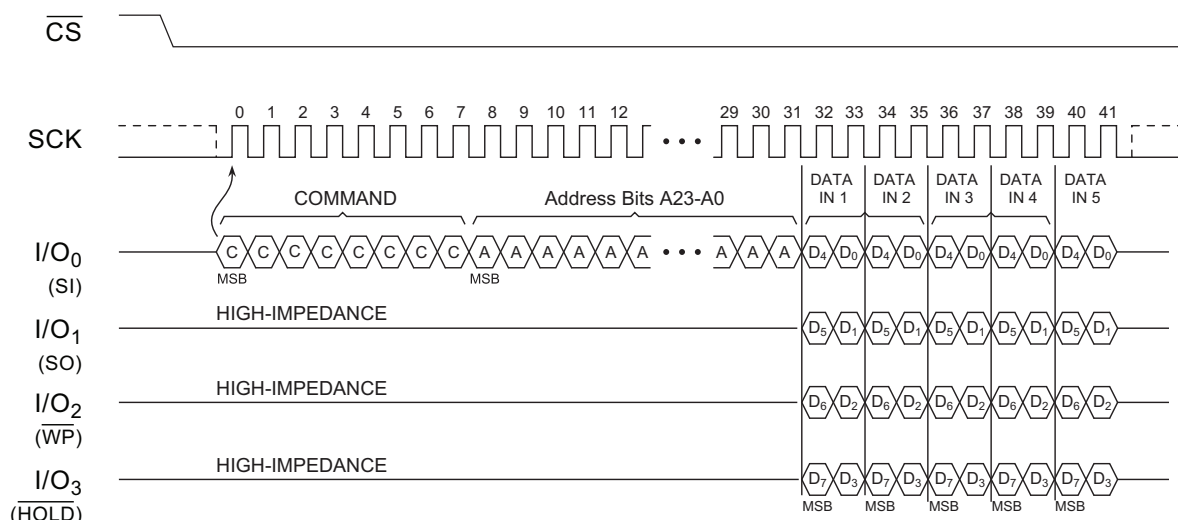 CS
0 1 2 3 4 5 6 7 8 9 10 11 12 29 30 31 32 33 34 35 36 37 38 39 40 41
SCK • • •
DATA IN 1 DATA IN 2 DATA IN 3 DATA IN 4 DATA IN 5
COMMAND Address Bits A23-A0
I/O0 C C C C C C C C A A A A A A • • • A A A D4 D0 D4 D0 D4 D0 D4 D0 D4 D0
(SI) MSB MSB
HIGH-IMPEDANCE
I/O1 D5 D1 D5 D1 D5 D1 D5 D1 D5 D1
(SO)
HIGH-IMPEDANCE
I/O2 D6 D2 D6 D2 D6 D2 D6 D2 D6 D2
(WP)
HIGH-IMPEDANCE
I/O3 D7 D3 D7 D3 D7 D3 D7 D3 D7 D3
(HOLD) MSB MSB MSB MSB MSB